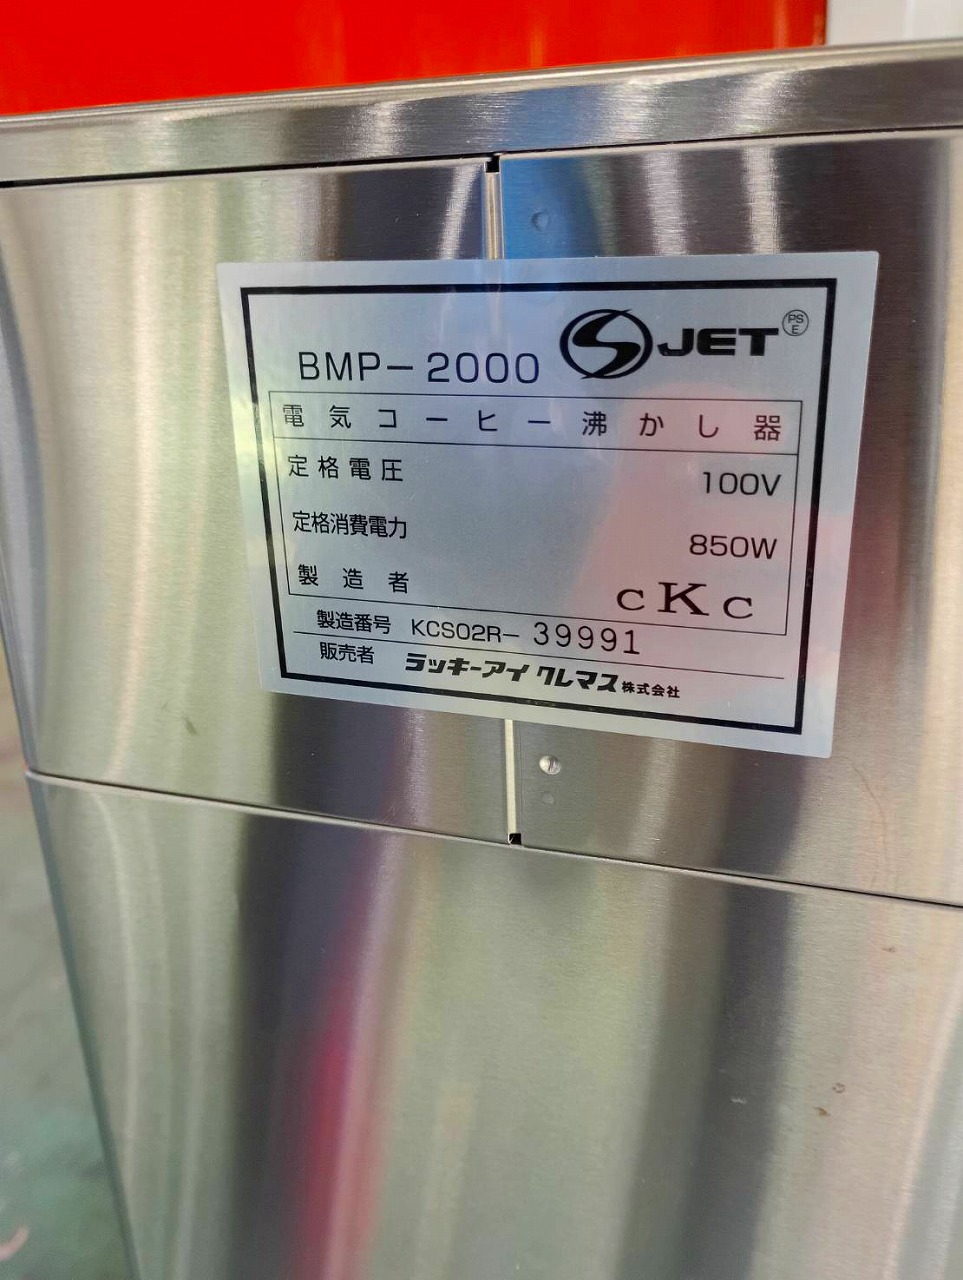 BMP-2000 S JET PS E
電気コーヒー沸かし器
定格電圧 100V
定格消費電力 850W
製造者 cKc
製造番号 KCS02R-39991
販売者 ラッキーアイクレマス株式会社